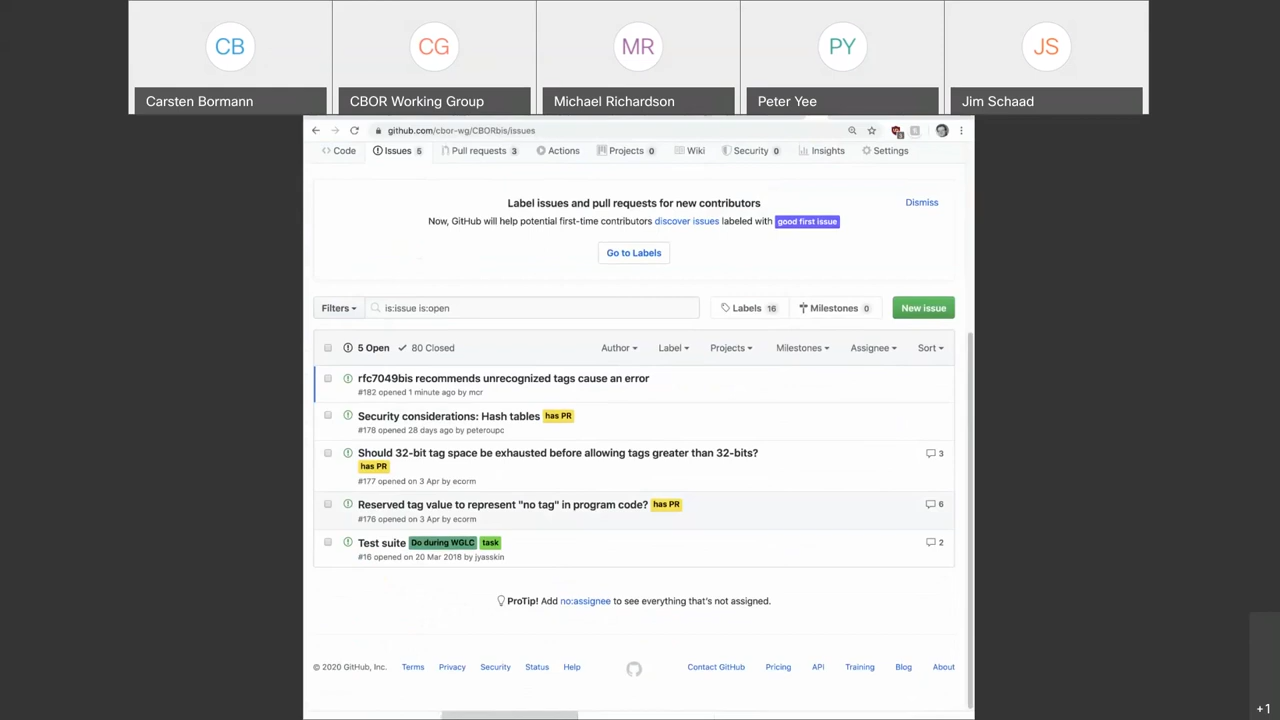 CB
CG
MR
PY
JS
Carsten Bormann
CBOR Working Group
Michael Richardson
Peter Yee
Jim Schaad
github.com/cbor-wg/CBORbis/issues
Code
Issues 5
Pull requests 3
Actions
Projects 0
Wiki
Security 0
Insights
Settings
Label issues and pull requests for new contributors
Dismiss
Now, GitHub will help potential first-time contributors discover issues labeled with good first issue
Go to Labels
Filters
is:issue is:open
Labels 16
Milestones 0
New issue
5 Open
80 Closed
Author
Label
Projects
Milestones
Assignee
Sort
rfc7049bis recommends unrecognized tags cause an error
#182 opened 1 minute ago by mcr
Security considerations: Hash tables has PR
#178 opened 28 days ago by peteroupc
Should 32-bit tag space be exhausted before allowing tags greater than 32-bits?
3
has PR
#177 opened on 3 Apr by ecorm
Reserved tag value to represent "no tag" in program code? has PR
6
#176 opened on 3 Apr by ecorm
Test suite Do during WGLC task
2
#16 opened on 20 Mar 2018 by jyasskin
ProTip! Add no:assignee to see everything that's not assigned.
© 2020 GitHub, Inc.
Terms
Privacy
Security
Status
Help
Contact GitHub
Pricing
API
Training
Blog
About
+1